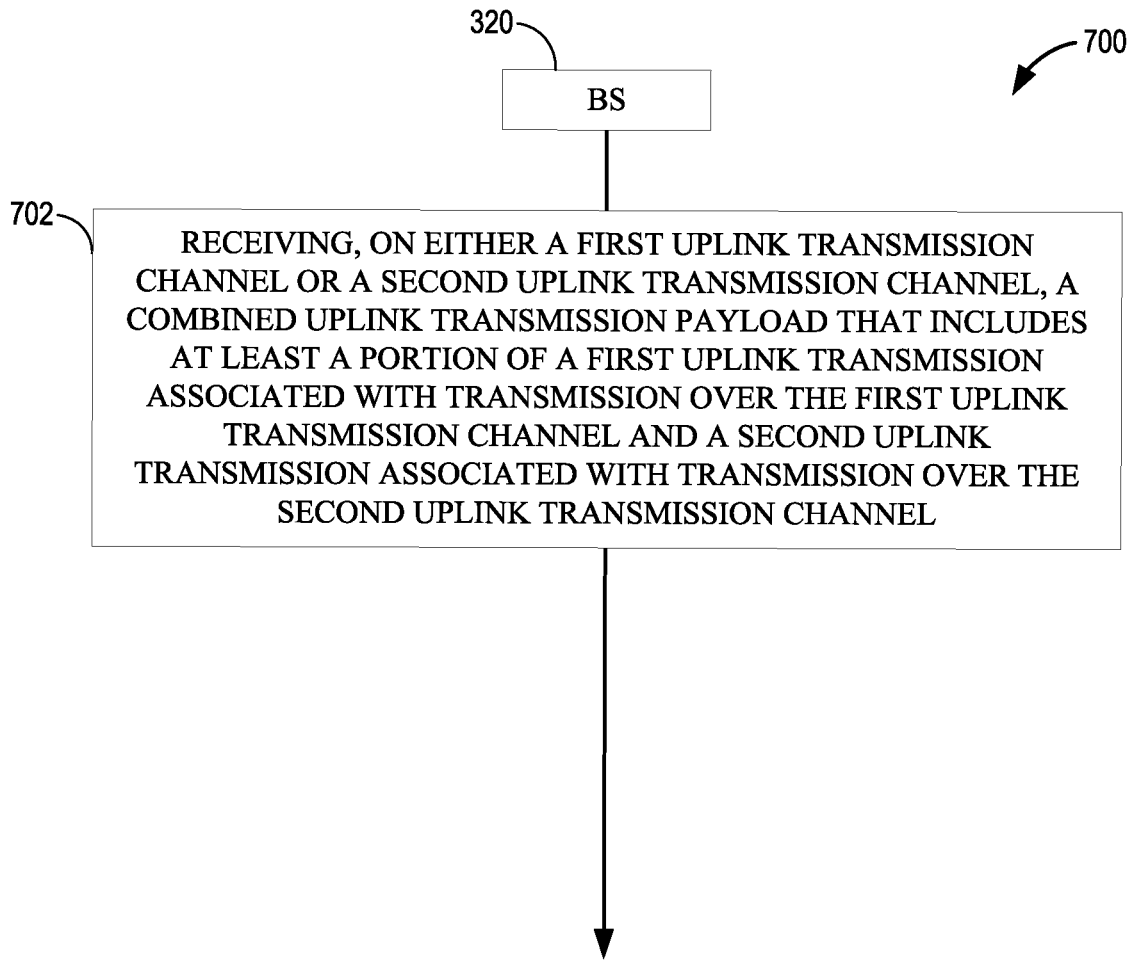 320
700
BS
702
RECEIVING, ON EITHER A FIRST UPLINK TRANSMISSION
CHANNEL OR A SECOND UPLINK TRANSMISSION CHANNEL, A
COMBINED UPLINK TRANSMISSION PAYLOAD THAT INCLUDES
AT LEAST A PORTION OF A FIRST UPLINK TRANSMISSION
ASSOCIATED WITH TRANSMISSION OVER THE FIRST UPLINK
TRANSMISSION CHANNEL AND A SECOND UPLINK
TRANSMISSION ASSOCIATED WITH TRANSMISSION OVER THE
SECOND UPLINK TRANSMISSION CHANNEL